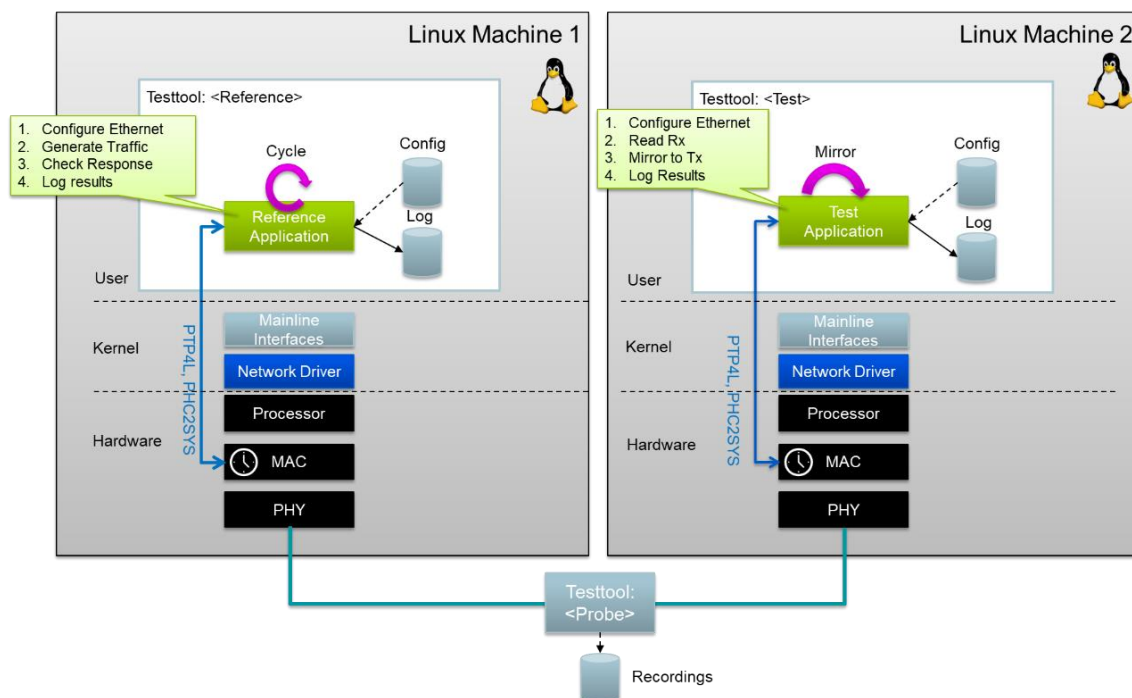 Linux Machine 1
Testtool: <Reference>
1. Configure Ethernet
2. Generate Traffic
3. Check Response
4. Log results
Cycle
Config
Reference
Application
Log
User
PTP4L, PHC2SYS
Kernel
Mainline
Interfaces
Network Driver
Hardware
Processor
MAC
PHY
Linux Machine 2
Testtool: <Test>
1. Configure Ethernet
2. Read Rx
3. Mirror to Tx
4. Log Results
Mirror
Config
Test
Application
Log
User
PTP4L, PHC2SYS
Kernel
Mainline
Interfaces
Network Driver
Hardware
Processor
MAC
PHY
Testtool:
<Probe>
Recordings